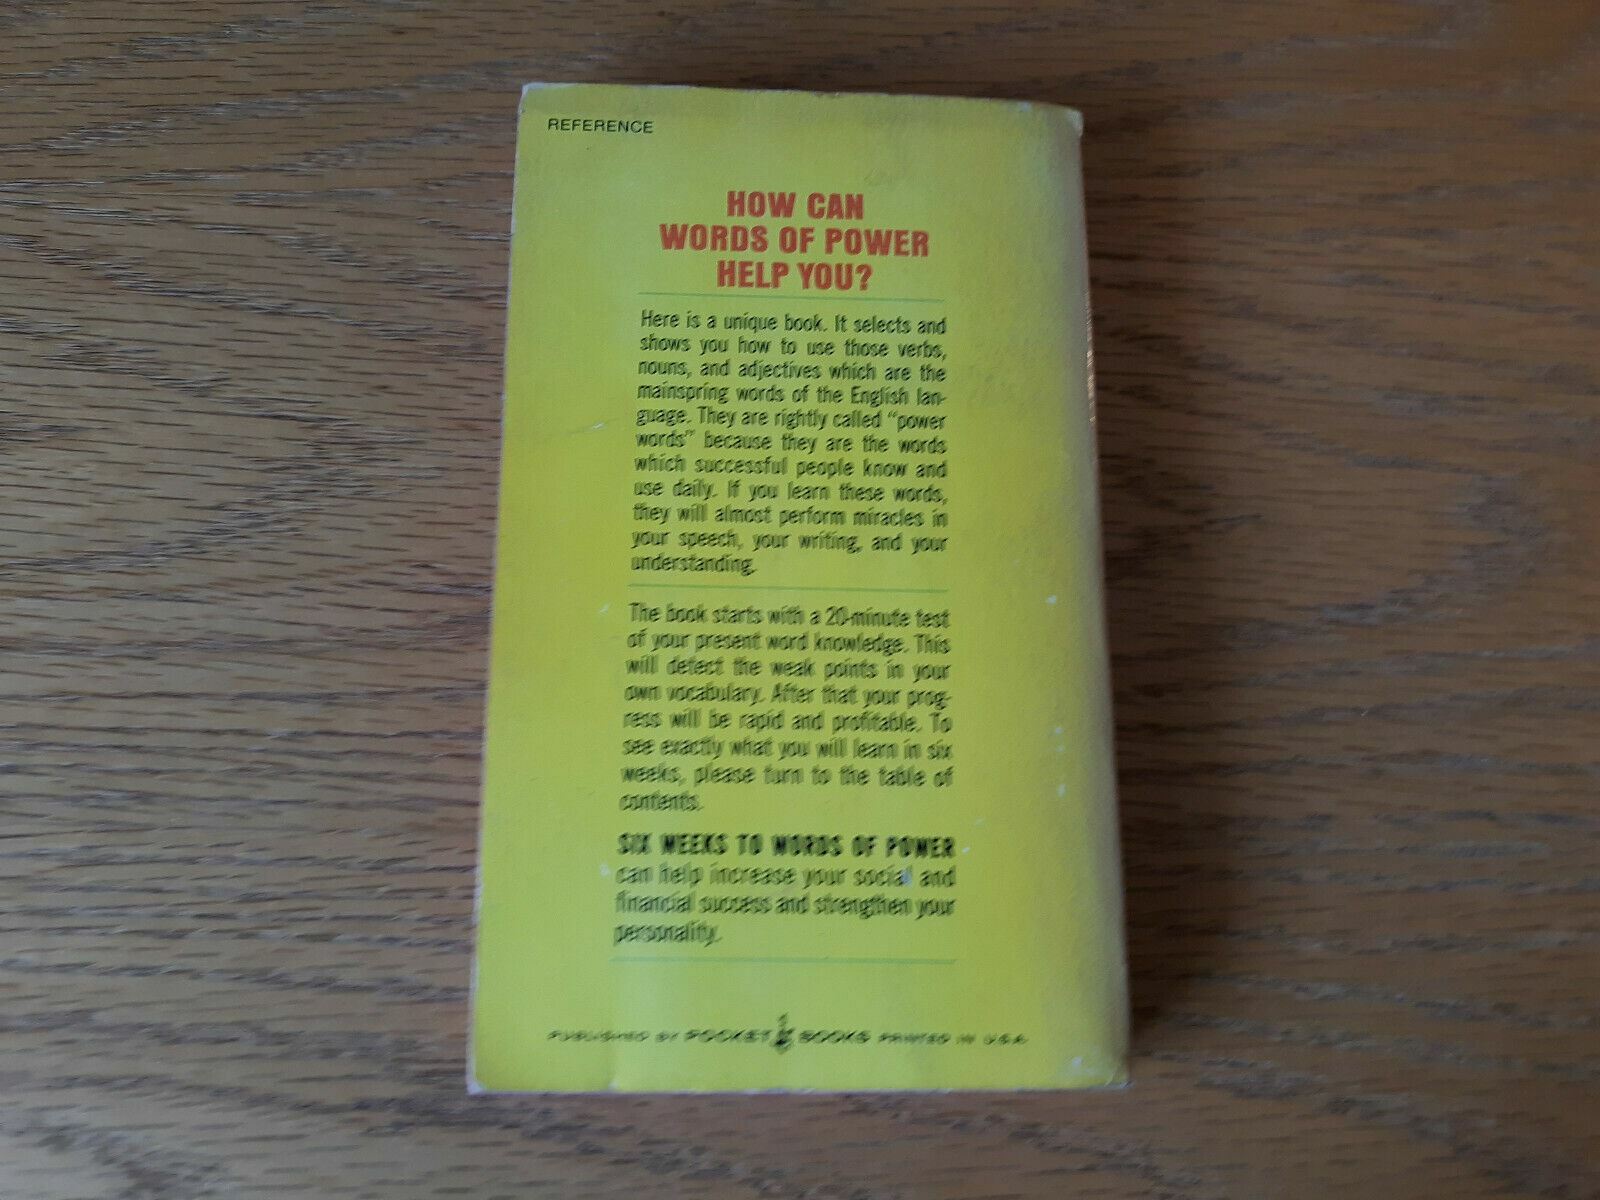 REFERENCE
HOW CAN
WORDS OF POWER
HELP YOU?
Here is a unique book. It selects and
shows you how to use those verbs,
nouns, and adjectives which are the
mainspring words of the English lan-
guage. They are rightly called "power
words" because they are the words
which successful people know and
use daily. If you learn these words,
they will almost perform miracles in
your speech, your writing, and your
understanding.
The book starts with a 20-minute test
of your present word knowledge. This
will detect the weak points in your
own vocabulary. After that your prog-
ress will be rapid and profitable. To
see exactly what you will learn in six
weeks, please turn to the table of
contents.
SIX WEEKS TO WORDS OF POWER
can help increase your social and
financial success and strengthen your
personality.
PUBLISHED BY POCKET BOOKS PRINTED IN U.S.A.